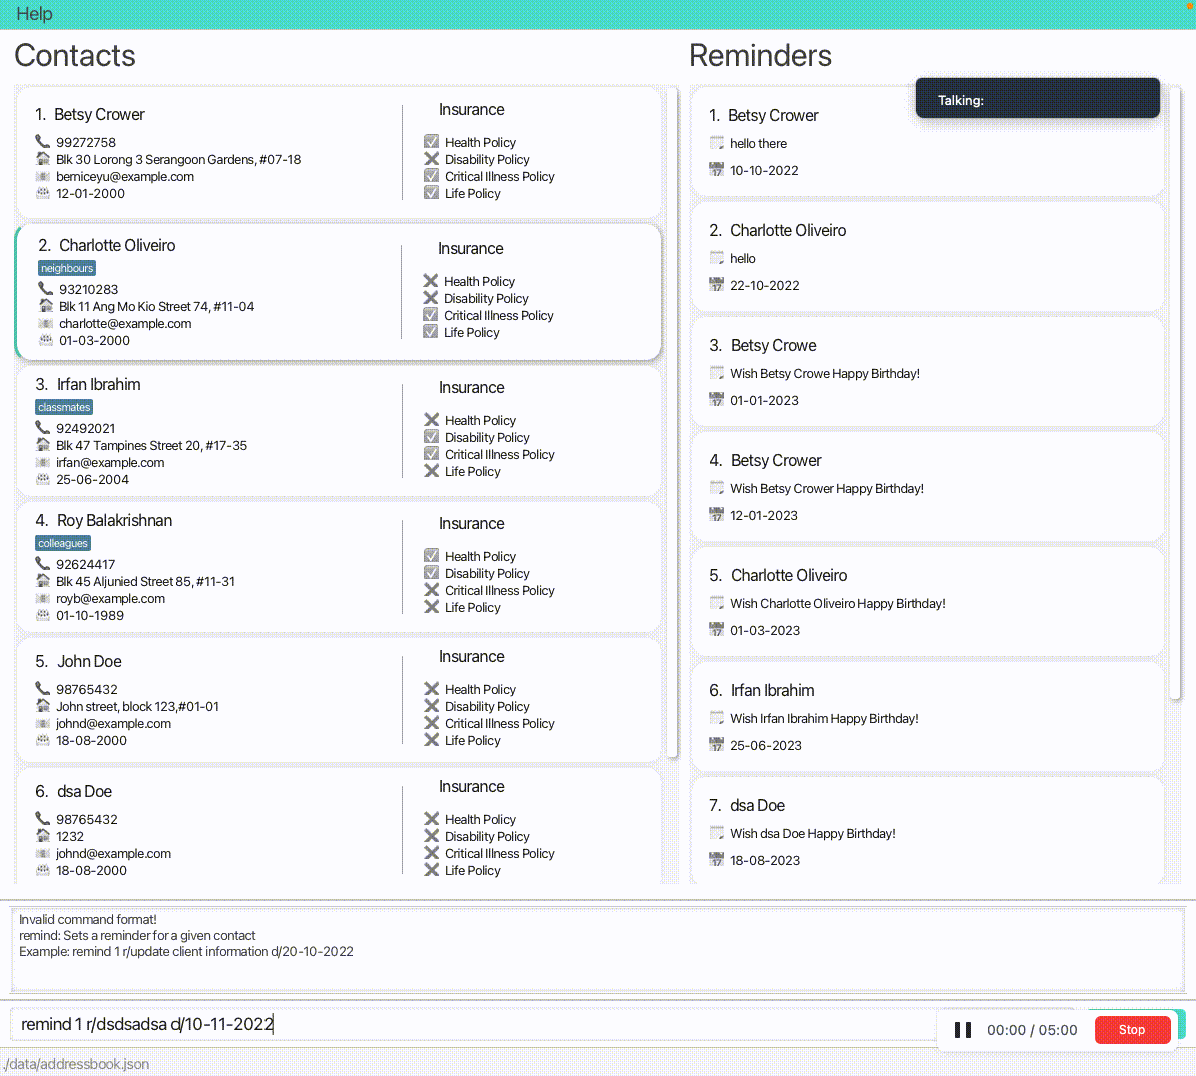 Help
Contacts
1. Betsy Crower
99272758
Blk 30 Lorong 3 Serangoon Gardens, #07-18
berniceyu@example.com
12-01-2000
Insurance
Health Policy
Disability Policy
Critical Illness Policy
Life Policy
2. Charlotte Oliveiro
neighbours
93210283
Blk 11 Ang Mo Kio Street 74, #11-04
charlotte@example.com
01-03-2000
Insurance
Health Policy
Disability Policy
Critical Illness Policy
Life Policy
3. Irfan Ibrahim
classmates
92492021
Blk 47 Tampines Street 20, #17-35
irfan@example.com
25-06-2004
Insurance
Health Policy
Disability Policy
Critical Illness Policy
Life Policy
4. Roy Balakrishnan
colleagues
92624417
Blk 45 Aljunied Street 85, #11-31
royb@example.com
01-10-1989
Insurance
Health Policy
Disability Policy
Critical Illness Policy
Life Policy
5. John Doe
98765432
John street, block 123,#01-01
johnd@example.com
18-08-2000
Insurance
Health Policy
Disability Policy
Critical Illness Policy
Life Policy
6. dsa Doe
98765432
1232
johnd@example.com
18-08-2000
Insurance
Health Policy
Disability Policy
Critical Illness Policy
Life Policy
Reminders
Talking:
1. Betsy Crower
hello there
10-10-2022
2. Charlotte Oliveiro
hello
22-10-2022
3. Betsy Crowe
Wish Betsy Crowe Happy Birthday!
01-01-2023
4. Betsy Crower
Wish Betsy Crower Happy Birthday!
12-01-2023
5. Charlotte Oliveiro
Wish Charlotte Oliveiro Happy Birthday!
01-03-2023
6. Irfan Ibrahim
Wish Irfan Ibrahim Happy Birthday!
25-06-2023
7. dsa Doe
Wish dsa Doe Happy Birthday!
18-08-2023
Invalid command format!
remind: Sets a reminder for a given contact
Example: remind 1 r/update client information d/20-10-2022
remind 1 r/dsdsadsa d/10-11-2022
00:00 / 05:00
Stop
./data/addressbook.json